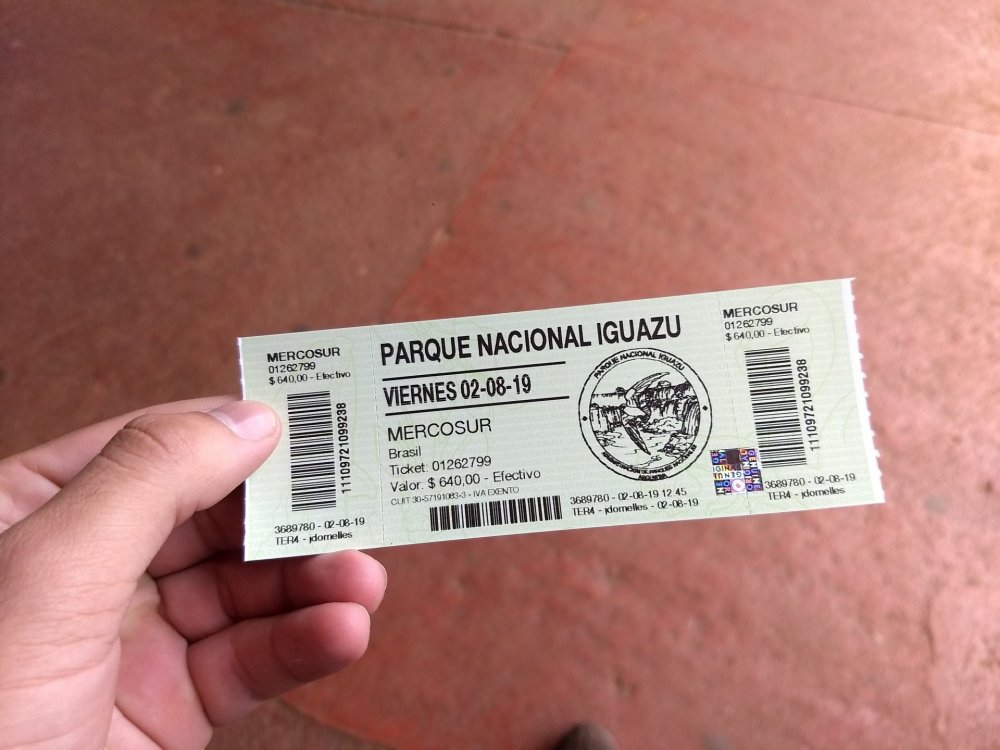 MERCOSUR
01262799
$ 640,00 - Efectivo
11109721099238
3689780 - 02-08-19
TER4 - jdornelles
PARQUE NACIONAL IGUAZU
VIERNES 02-08-19
MERCOSUR
Brasil
Ticket: 01262799
Valor: $ 640,00 - Efectivo
CUIT 30-57191083-3 - IVA EXENTO
3689780 - 02-08-19 12:45
TER4 - jdornelles - 02-08-19
PARQUE NACIONAL IGUAZU
GENUINE
MERCOSUR
01262799
$ 640,00 - Efectivo
11109721099238
3689780 - 02-08-19
TER4 - jdornelles